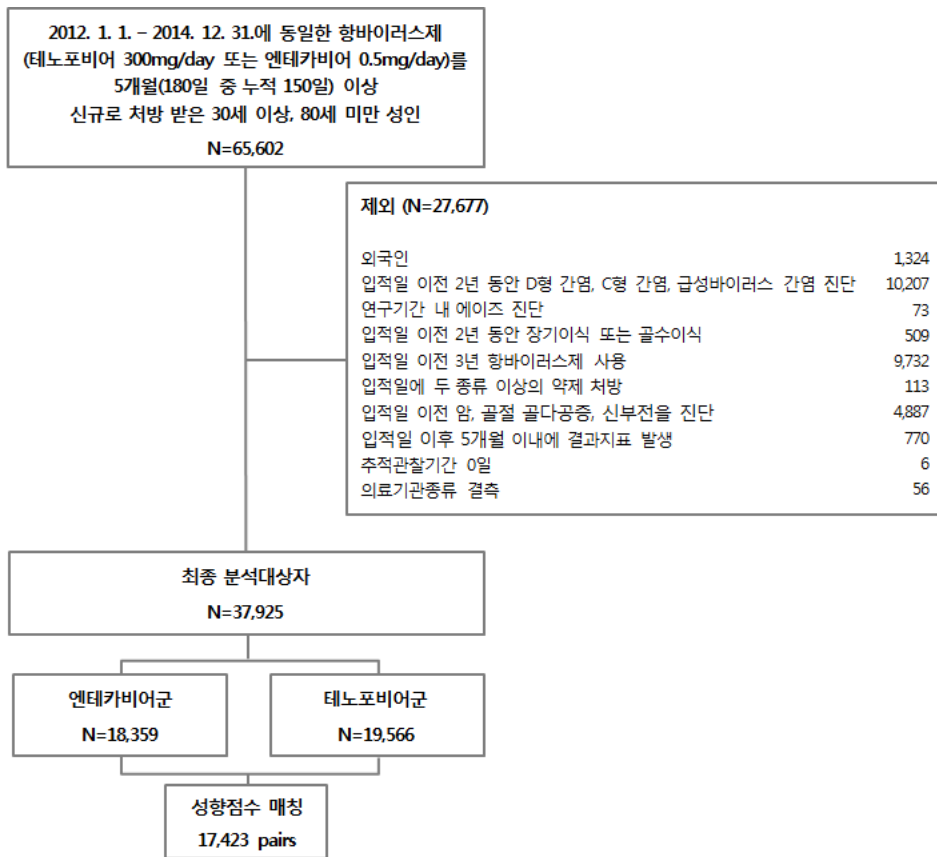 2012. 1. 1. – 2014. 12. 31.에 동일한 항바이러스제
(테노포비어 300mg/day 또는 엔테카비어 0.5mg/day)를
5개월(180일 중 누적 150일) 이상
신규로 처방 받은 30세 이상, 80세 미만 성인
N=65,602
제외 (N=27,677)
외국인 1,324
입적일 이전 2년 동안 D형 간염, C형 간염, 급성바이러스 간염 진단 10,207
연구기간 내 에이즈 진단 73
입적일 이전 2년 동안 장기이식 또는 골수이식 509
입적일 이전 3년 항바이러스제 사용 9,732
입적일에 두 종류 이상의 약제 처방 113
입적일 이전 암, 골절 골다공증, 신부전을 진단 4,887
입적일 이후 5개월 이내에 결과지표 발생 770
추적관찰기간 0일 6
의료기관종류 결측 56
최종 분석대상자
N=37,925
엔테카비어군
N=18,359
테노포비어군
N=19,566
성향점수 매칭
17,423 pairs